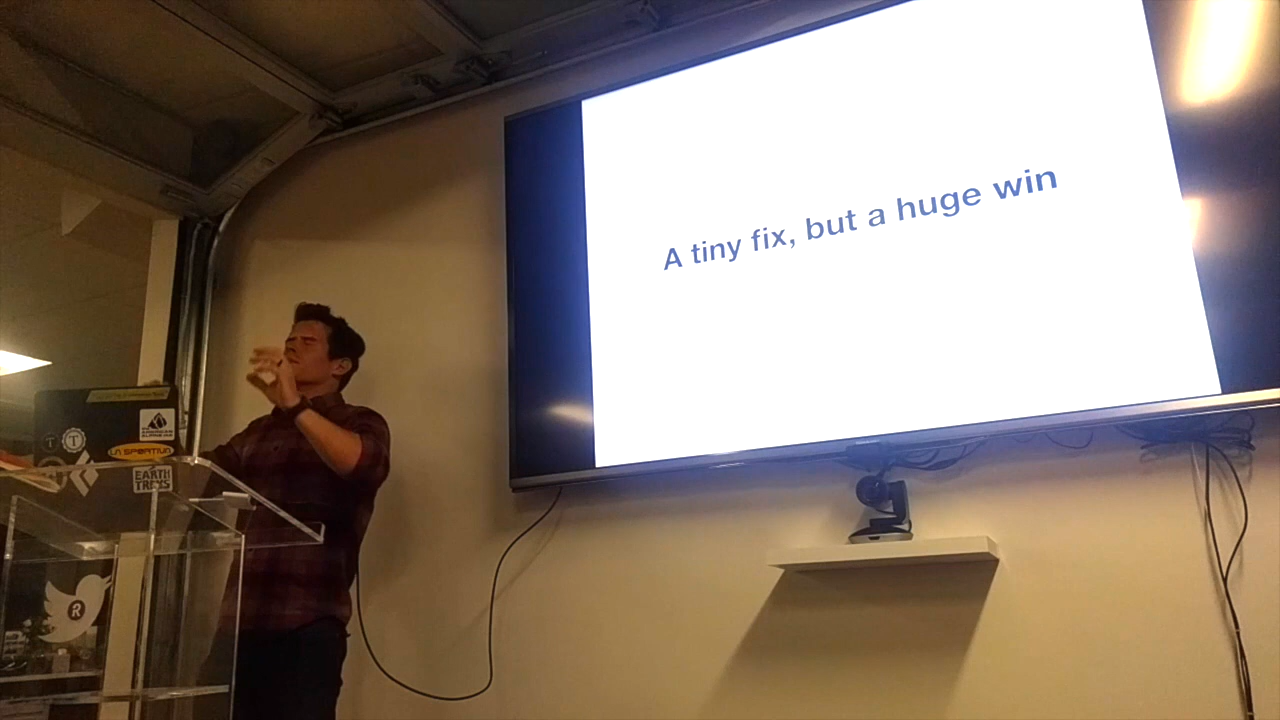 A tiny fix, but a huge win
LA SPORTIVA
EARTH
TREKS
T
T
R